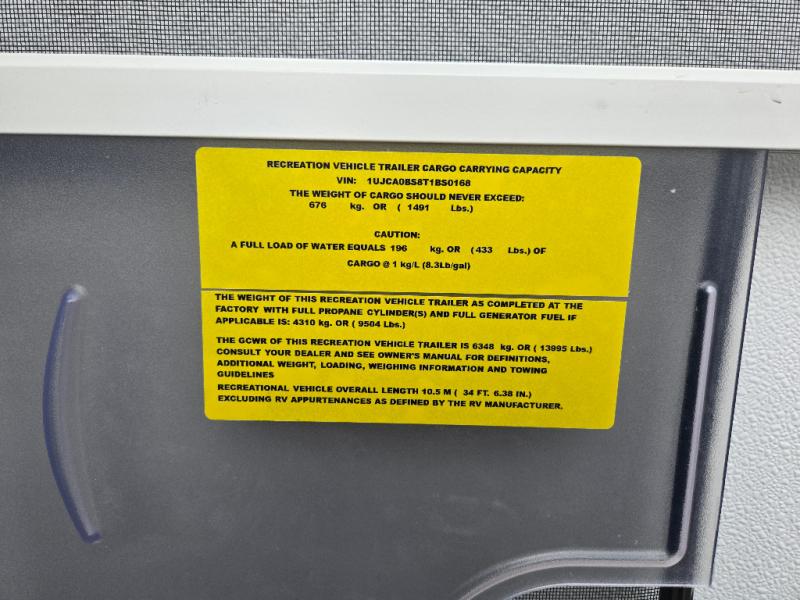 RECREATION VEHICLE TRAILER CARGO CARRYING CAPACITY
VIN: 1UJCA0BS8T1BS0168
THE WEIGHT OF CARGO SHOULD NEVER EXCEED:
676 kg. OR ( 1491 Lbs.)
CAUTION:
A FULL LOAD OF WATER EQUALS 196 kg. OR (433 Lbs.) OF
CARGO @ 1 kg/L (8.3Lb/gal)
THE WEIGHT OF THIS RECREATION VEHICLE TRAILER AS COMPLETED AT THE
FACTORY WITH FULL PROPANE CYLINDER(S) AND FULL GENERATOR FUEL IF
APPLICABLE IS: 4310 kg. OR ( 9504 Lbs.)
THE GCWR OF THIS RECREATION VEHICLE TRAILER IS 6348 kg. OR ( 13995 Lbs.)
CONSULT YOUR DEALER AND SEE OWNER'S MANUAL FOR DEFINITIONS,
ADDITIONAL WEIGHT, LOADING, WEIGHING INFORMATION AND TOWING
GUIDELINES
RECREATIONAL VEHICLE OVERALL LENGTH 10.5 M ( 34 FT. 6.38 IN.)
EXCLUDING RV APPURTENANCES AS DEFINED BY THE RV MANUFACTURER.